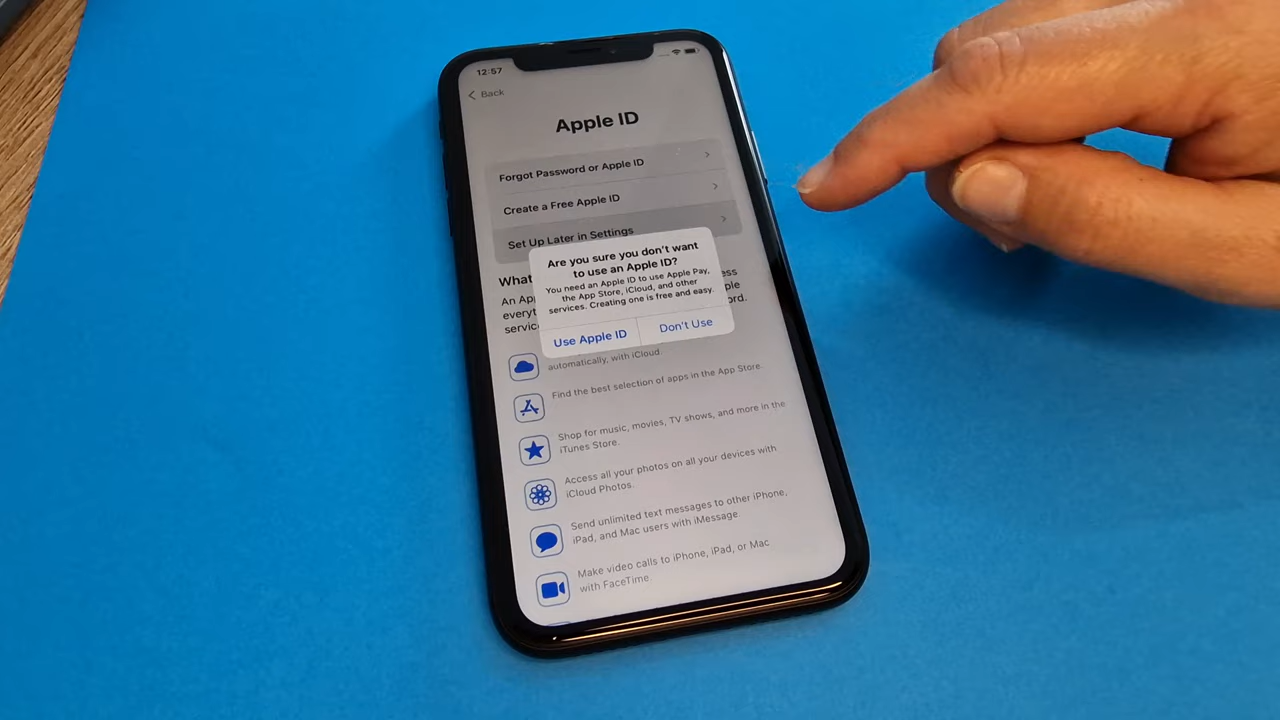 12:57
Back
Apple ID
Forgot Password or Apple ID
Create a Free Apple ID
Set Up Later in Settings
Are you sure you don't want
to use an Apple ID?
You need an Apple ID to use Apple Pay,
the App Store, iCloud, and other
services. Creating one is free and easy.
Use Apple ID
Don't Use
What
An App
everyt
servic
ess
ple
ord.
automatically, with iCloud.
Find the best selection of apps in the App Store.
Shop for music, movies, TV shows, and more in the
iTunes Store.
Access all your photos on all your devices with
iCloud Photos.
Send unlimited text messages to other iPhone,
iPad, and Mac users with iMessage
Make video calls to iPhone, iPad, or Mac
with FaceTime.